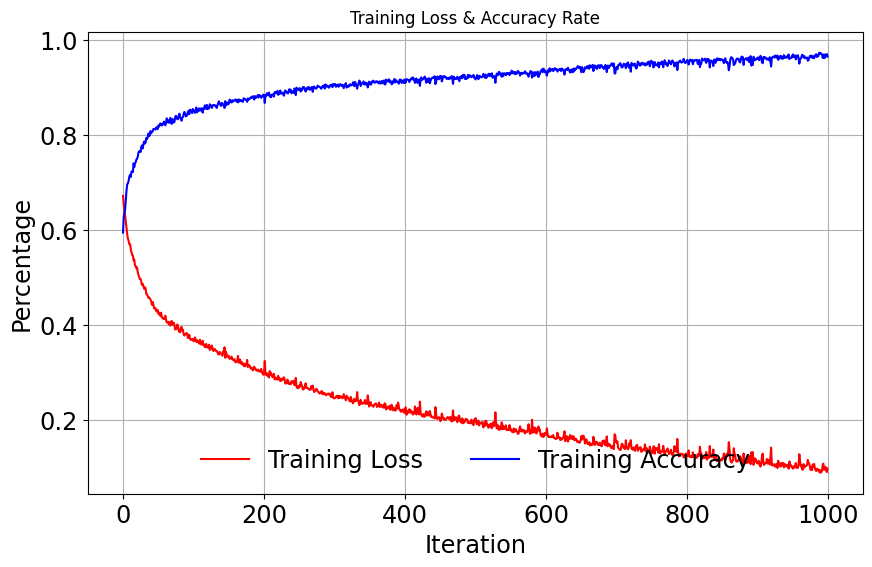 Training Loss & Accuracy Rate
1.0
0.8
0.6
0.4
0.2
Percentage
Training Loss Training Accuracy
0 200 400 600 800 1000
Iteration